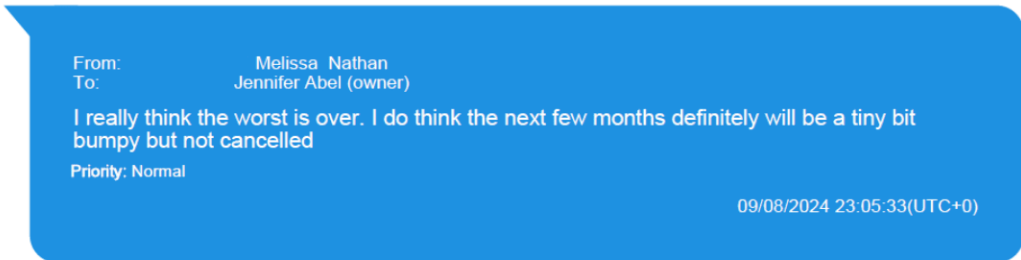 From: Melissa Nathan
To: Jennifer Abel (owner)
I really think the worst is over. I do think the next few months definitely will be a tiny bit
bumpy but not cancelled
Priority: Normal
09/08/2024 23:05:33(UTC+0)